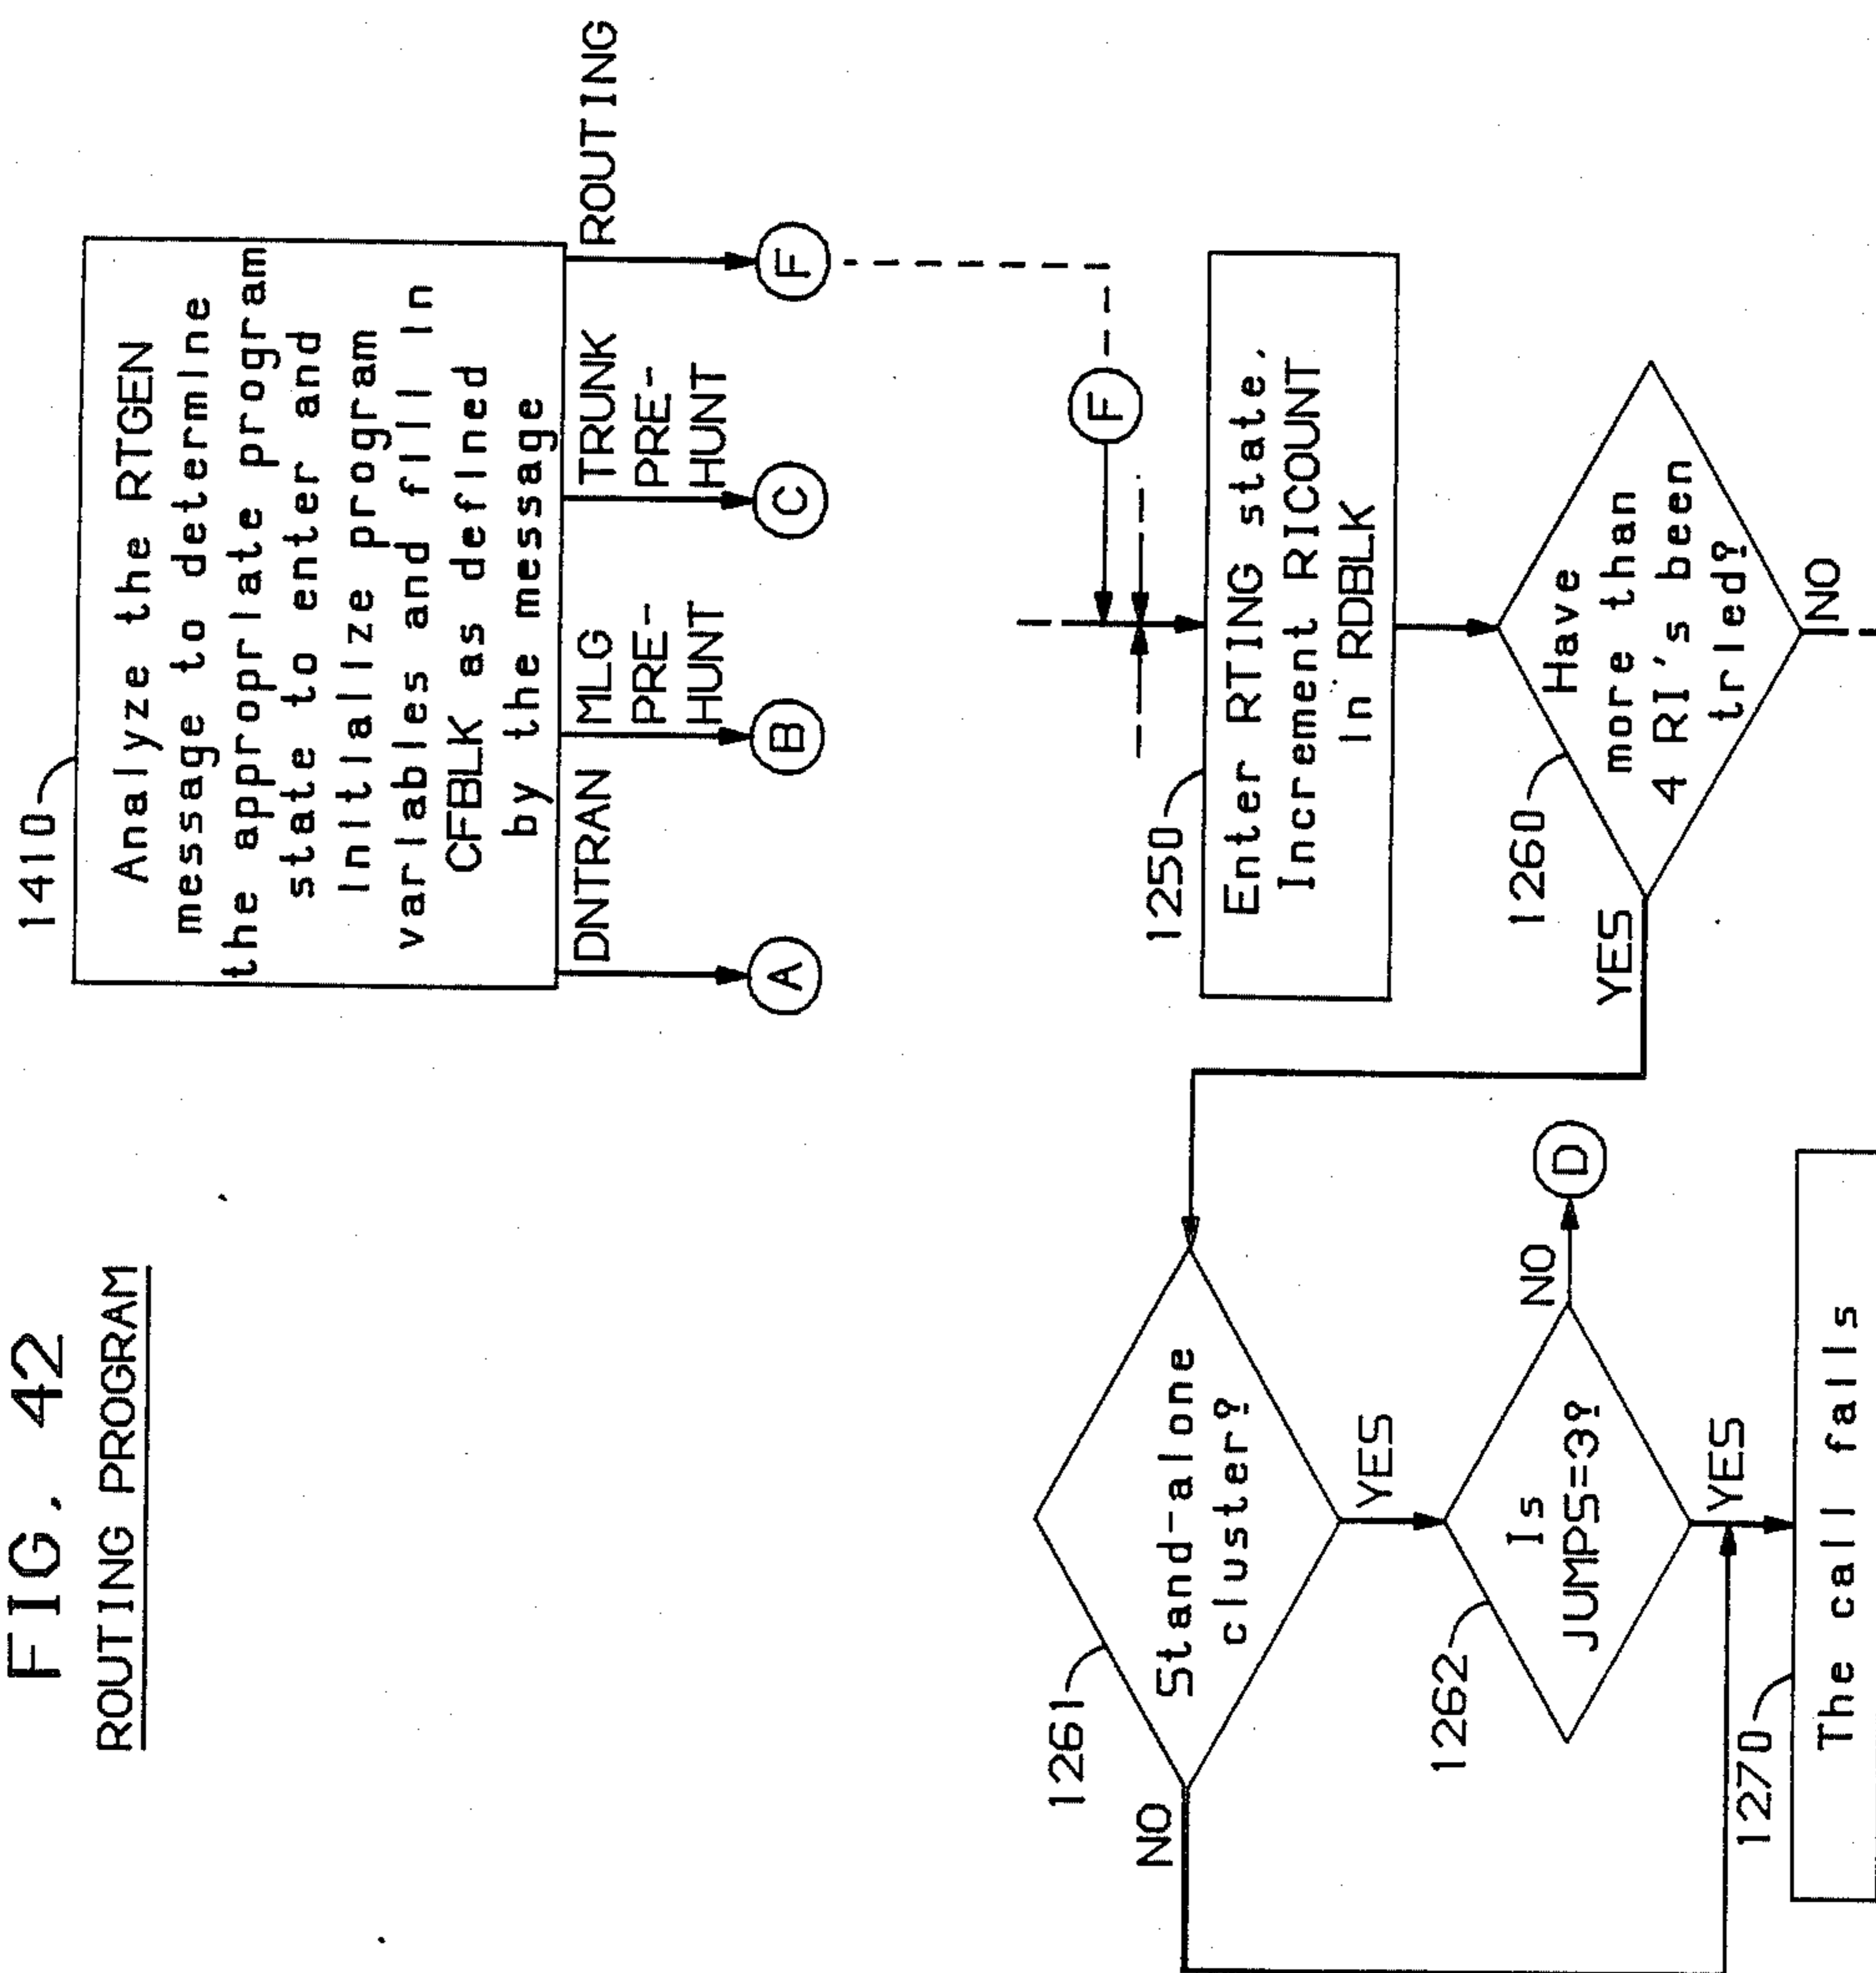 FIG. 42
ROUTING PROGRAM
1410
Analyze the RTGEN
message to determine
the appropriate program
state to enter and
initialize program
variables and fill in
CFBLK as defined
by the message
DNTRAN
MLG
PRE-
HUNT
TRUNK
PRE-
HUNT
ROUTING
A
B
C
F
F
1250
Enter RTING state.
Increment RICOUNT
in RDBLK
1260
Have
more than
4 RI's been
tried?
YES
NO
1261
Stand-alone
cluster?
NO
YES
1262
Is
JUMPS=3?
NO
D
YES
1270
The call fails